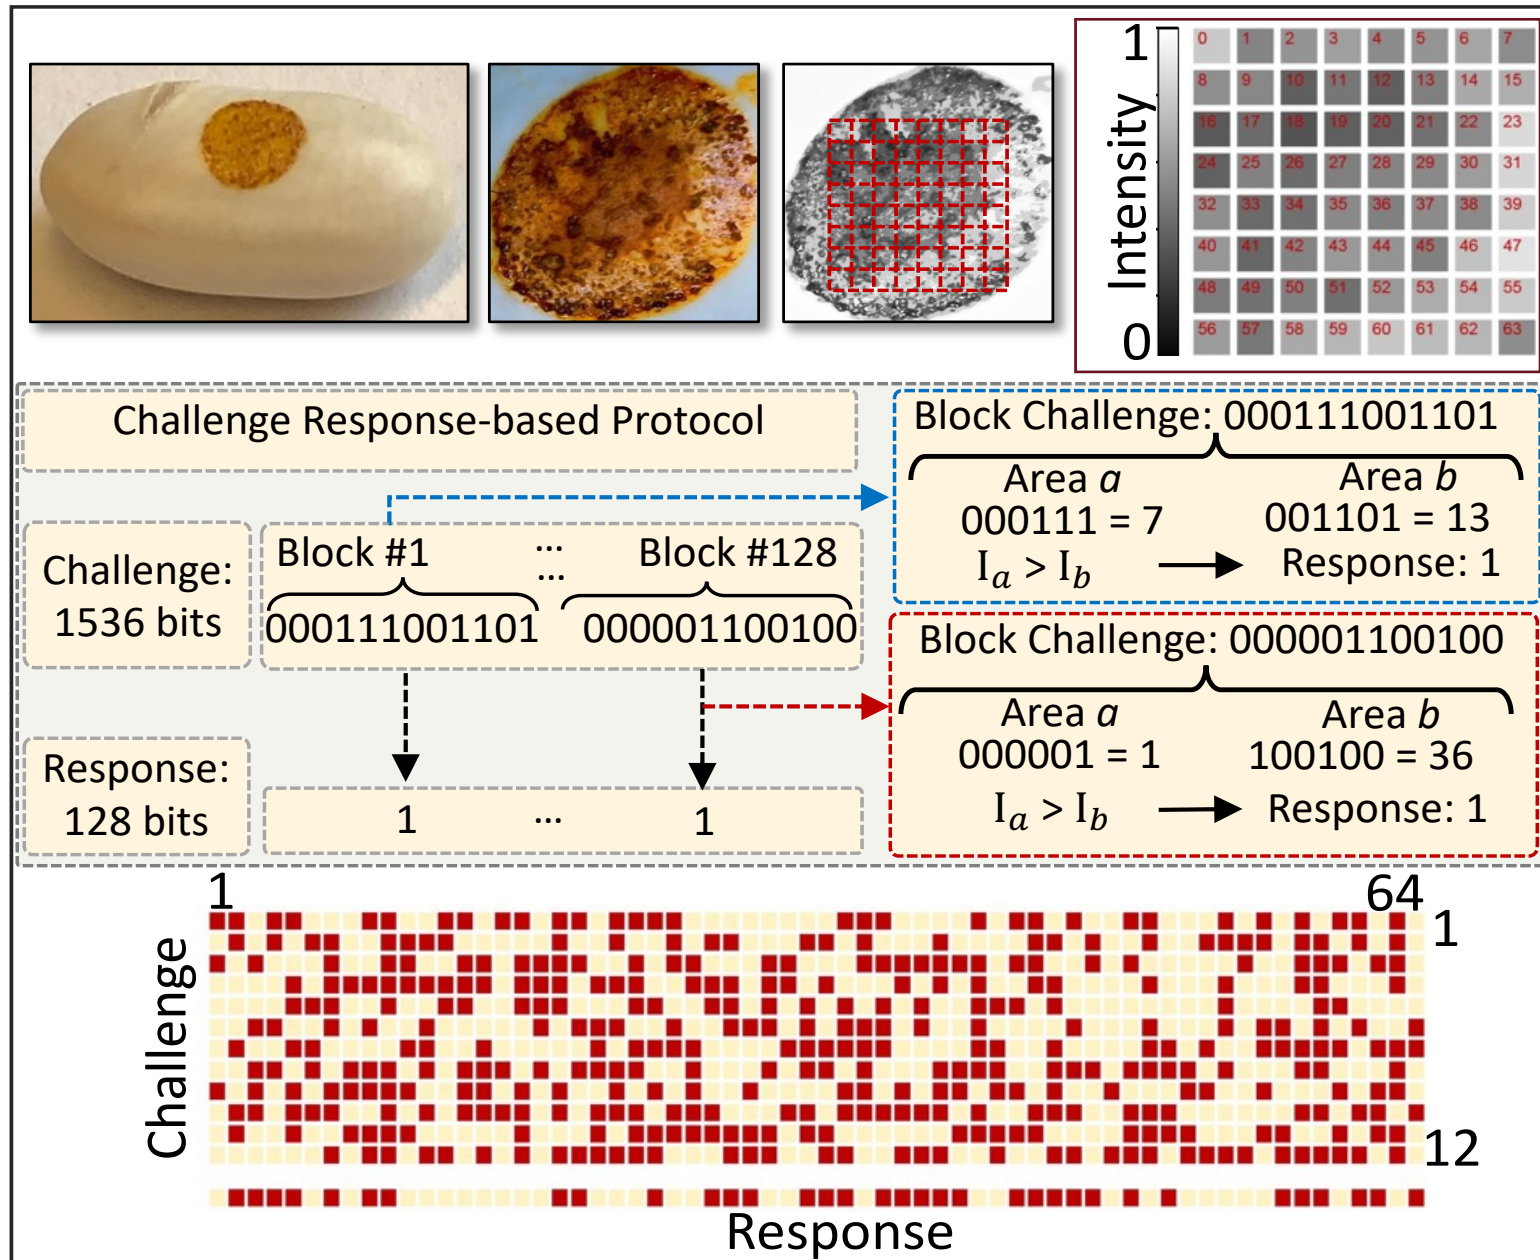 1
Intensity
0
0 1 2 3 4 5 6 7
8 9 10 11 12 13 14 15
16 17 18 19 20 21 22 23
24 25 26 27 28 29 30 31
32 33 34 35 36 37 38 39
40 41 42 43 44 45 46 47
48 49 50 51 52 53 54 55
56 57 58 59 60 61 62 63
Challenge Response-based Protocol
Challenge:
1536 bits
Block #1 ... Block #128
...
000111001101 000001100100
Response:
128 bits
1 ... 1
Block Challenge: 000111001101
Area a Area b
000111 = 7 001101 = 13
Ia > Ib Response: 1
Block Challenge: 000001100100
Area a Area b
000001 = 1 100100 = 36
Ia > Ib Response: 1
1 64
1
Challenge
12
Response